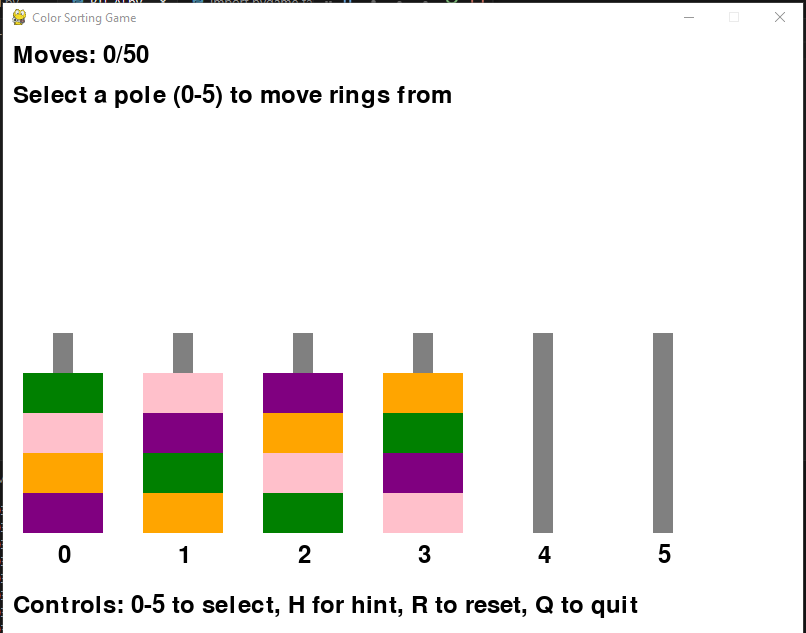 Color Sorting Game
Moves: 0/50
Select a pole (0-5) to move rings from
0 1 2 3 4 5
Controls: 0-5 to select, H for hint, R to reset, Q to quit